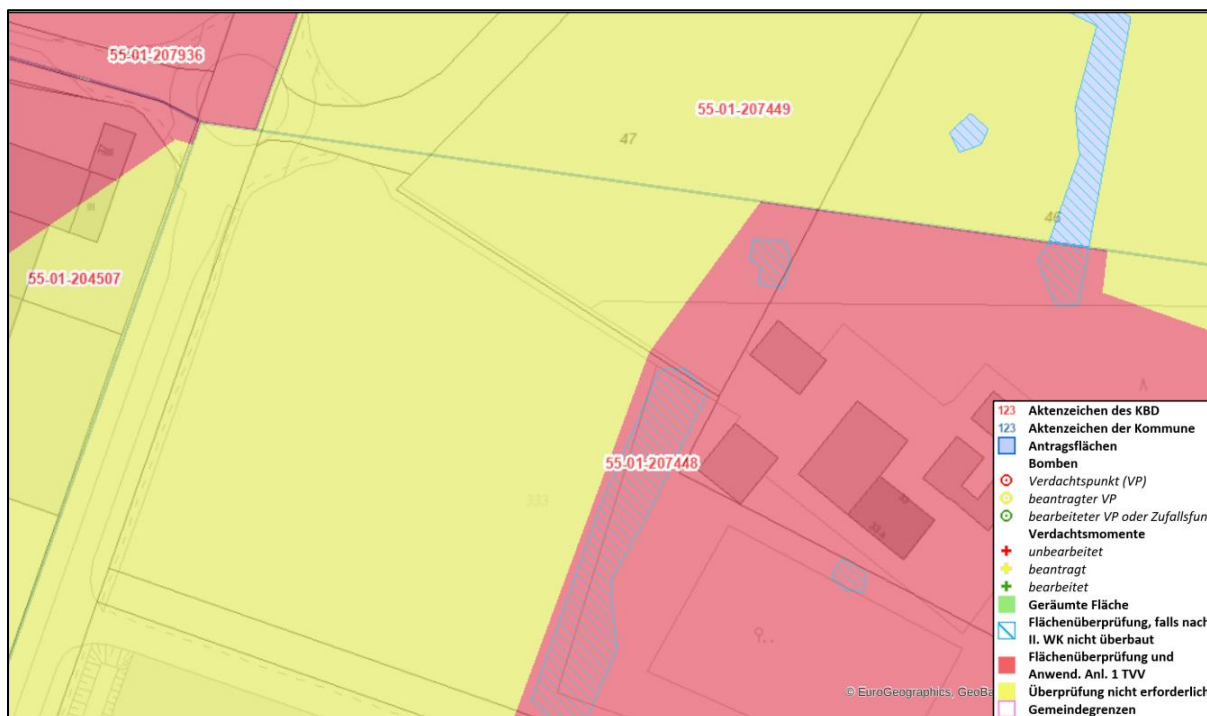 55-01-207936
55-01-207449
47
46
55-01-204507
55-01-207448
333
33
33 A
123 Aktenzeichen des KBD
123 Aktenzeichen der Kommune
Antragsflächen
Bomben
Verdachtspunkt (VP)
beantragter VP
bearbeiteter VP oder Zufallsfun
Verdachtsmomente
unbearbeitet
beantragt
bearbeitet
Geräumte Fläche
Flächenüberprüfung, falls nach
II. WK nicht überbaut
Flächenüberprüfung und
Anwend. Anl. 1 TVV
Überprüfung nicht erforderlich
Gemeindegrenzen
© EuroGeographics, GeoBa